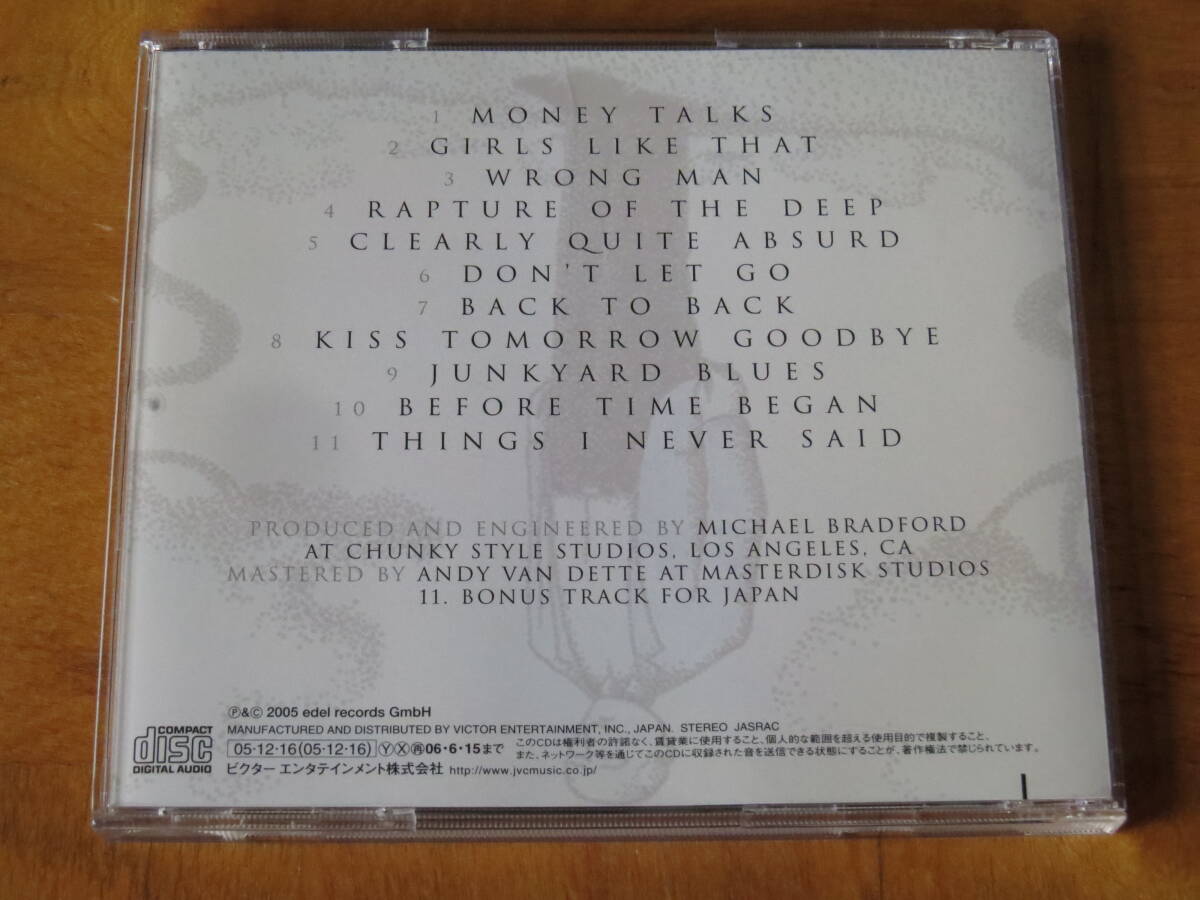 1 MONEY TALKS
2 GIRLS LIKE THAT
3 WRONG MAN
4 RAPTURE OF THE DEEP
5 CLEARLY QUITE ABSURD
6 DON'T LET GO
7 BACK TO BACK
8 KISS TOMORROW GOODBYE
9 JUNKYARD BLUES
10 BEFORE TIME BEGAN
11 THINGS I NEVER SAID
PRODUCED AND ENGINEERED BY MICHAEL BRADFORD
AT CHUNKY STYLE STUDIOS, LOS ANGELES, CA
MASTERED BY ANDY VAN DETTE AT MASTERDISK STUDIOS
11. BONUS TRACK FOR JAPAN
Ⓟ&© 2005 edel records GmbH
MANUFACTURED AND DISTRIBUTED BY VICTOR ENTERTAINMENT, INC., JAPAN. STEREO JASRAC
COMPACT
disc
DIGITAL AUDIO
05·12·16(05·12·16) Ⓨ Ⓧ ㊢06·6·15まで
このCDは権利者の許諾なく、賃貸業に使用すること、個人的な範囲を超える使用目的で複製すること、
また、ネットワーク等を通じてこのCDに収録された音を送信できる状態にすることが、著作権法で禁じられています。
ビクター エンタテインメント株式会社 http://www.jvcmusic.co.jp/